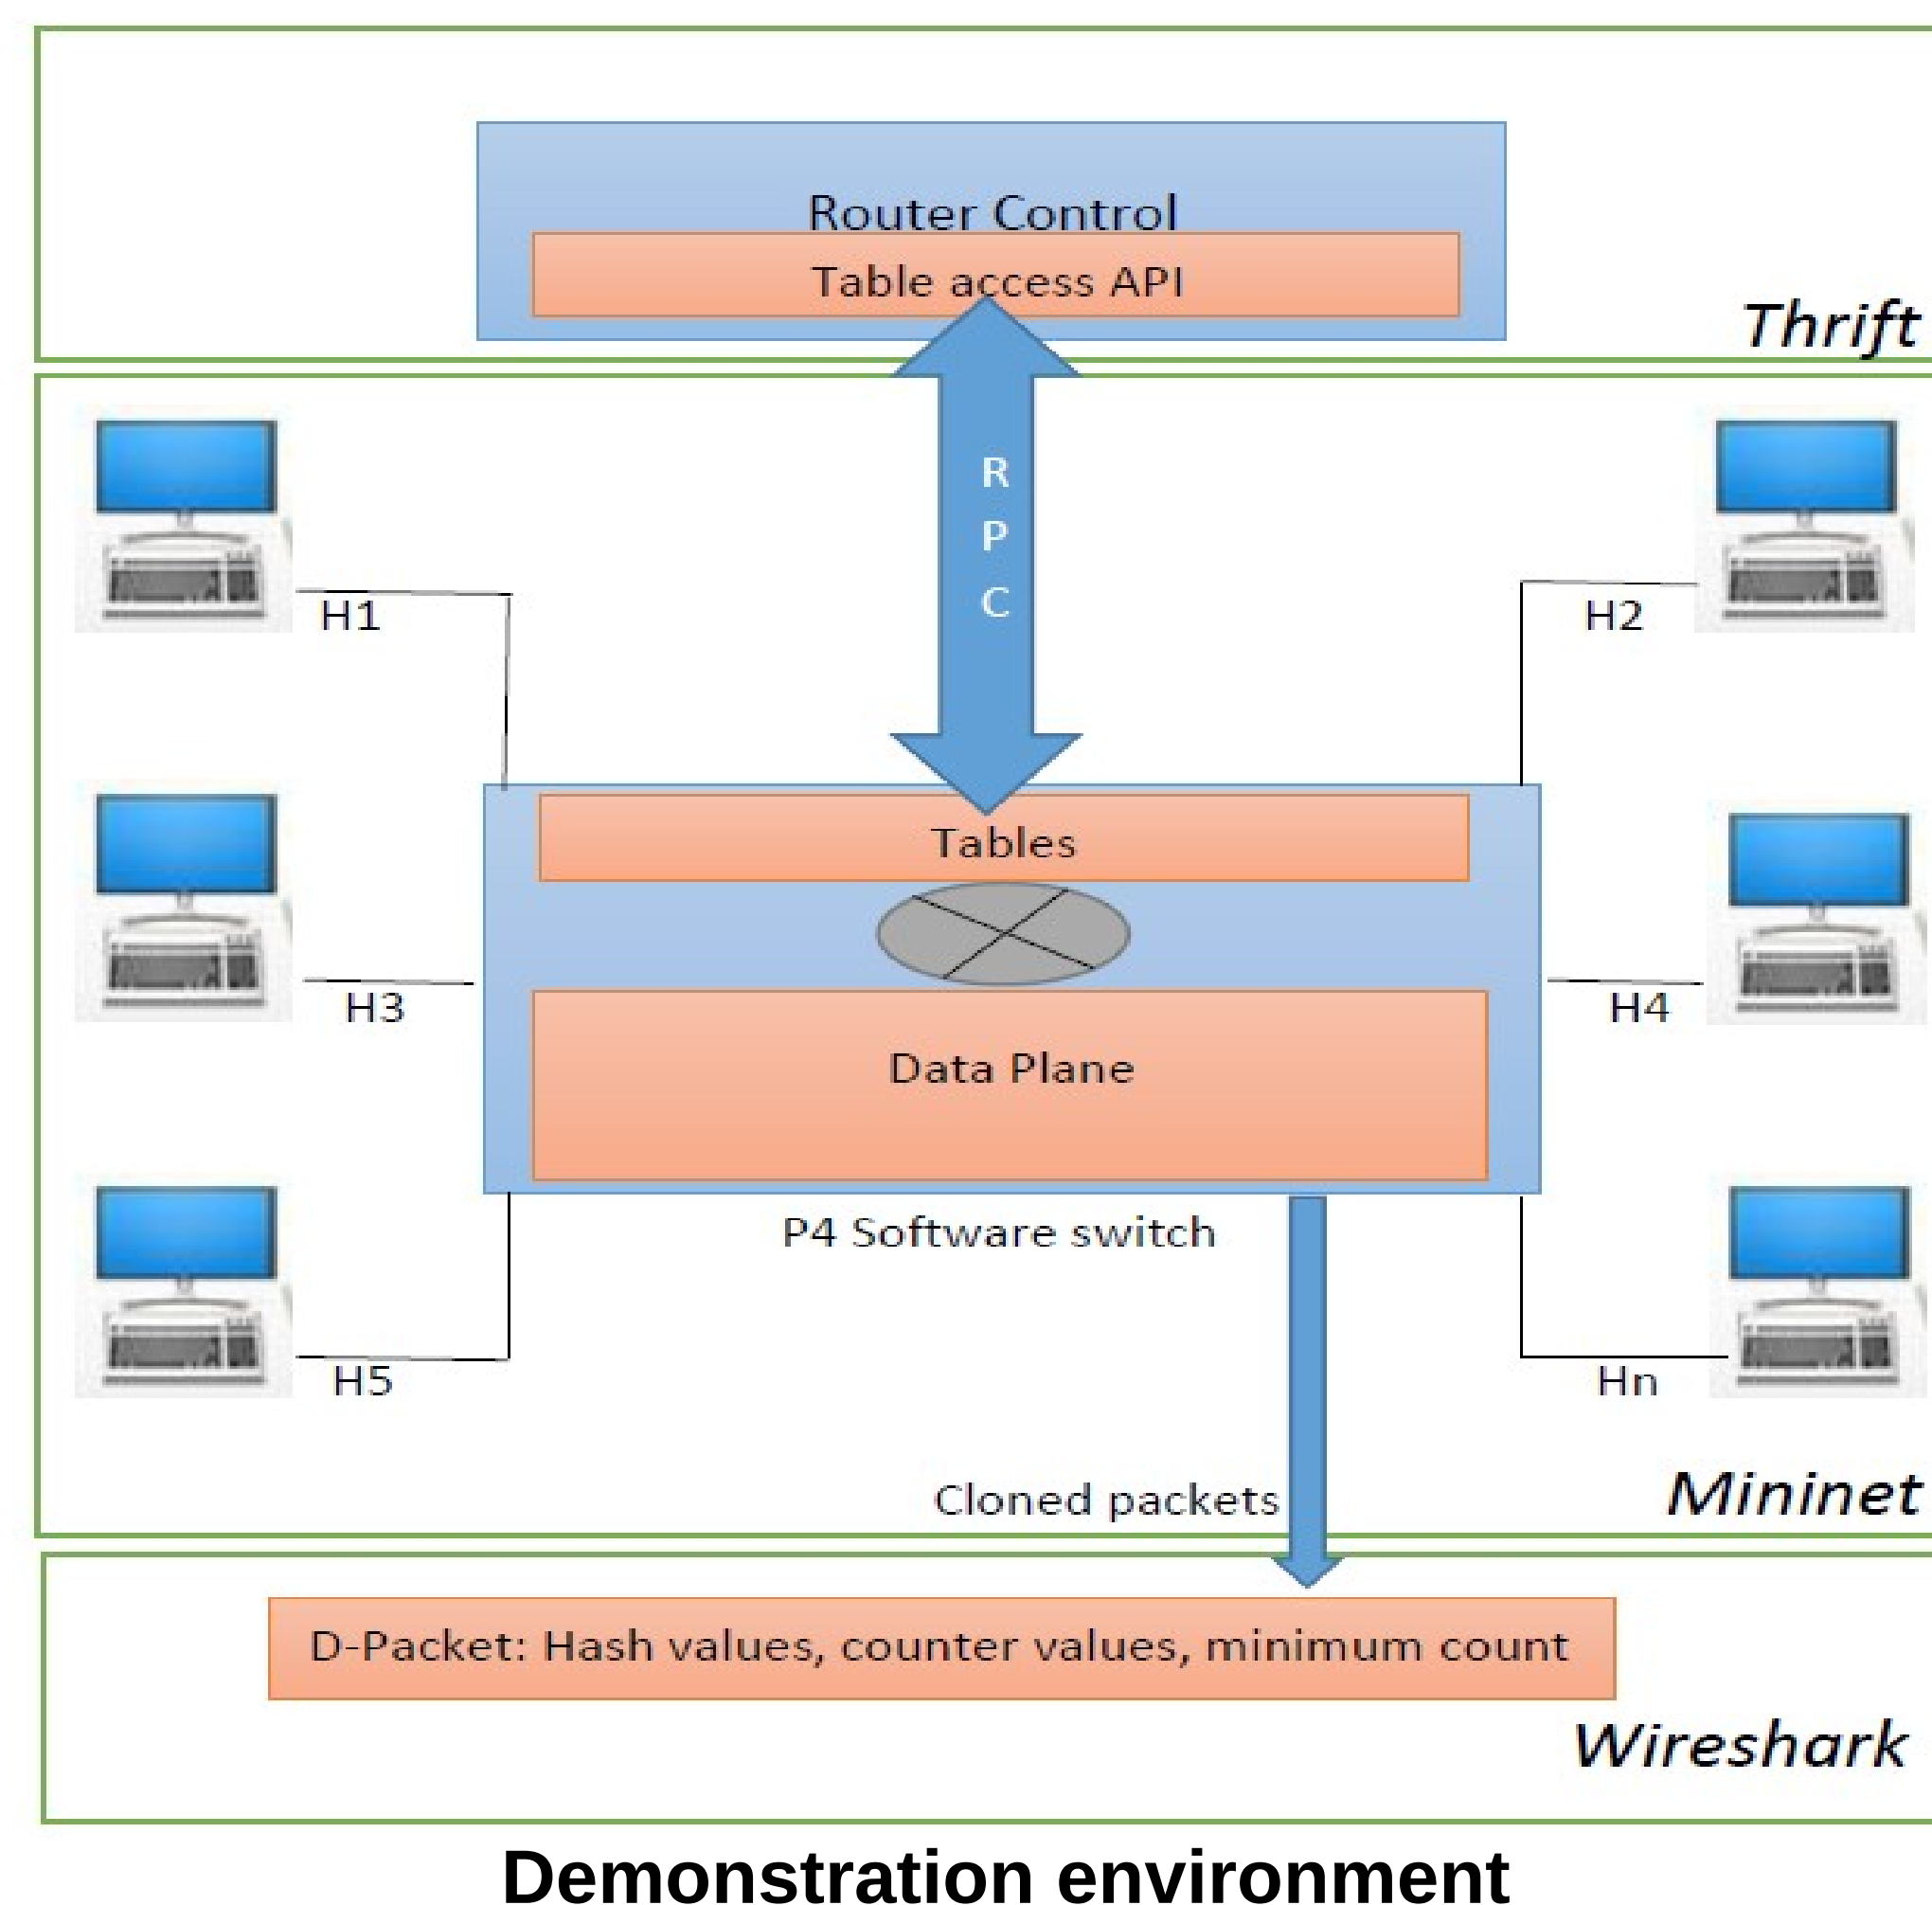 Router Control
Table access API
Thrift
R
P
C
H1
H2
Tables
H3
H4
Data Plane
P4 Software switch
H5
Hn
Cloned packets
Mininet
D-Packet: Hash values, counter values, minimum count
Wireshark
Demonstration environment